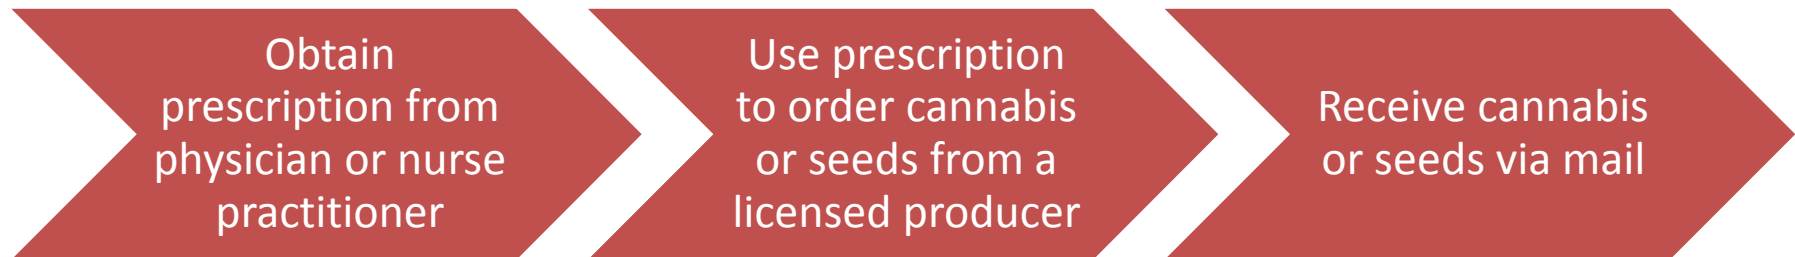 Obtain
prescription from
physician or nurse
practitioner
Use prescription
to order cannabis
or seeds from a
licensed producer
Receive cannabis
or seeds via mail